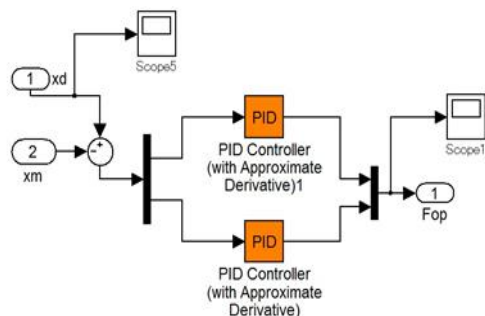 Scope5
1
xd
+
-
2
xm
PID
PID Controller
(with Approximate
Derivative)1
Scope1
1
Fop
PID
PID Controller
(with Approximate
Derivative)